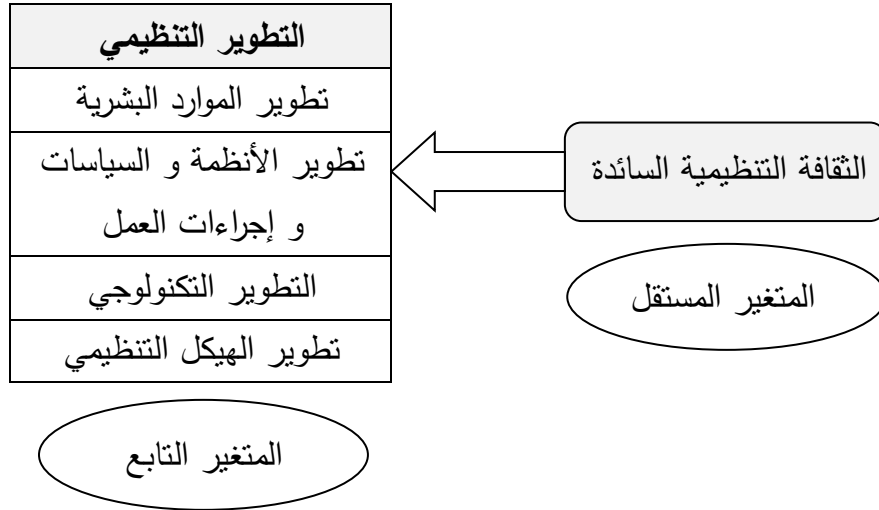 التطوير التنظيمي
تطوير الموارد البشرية
تطوير الأنظمة و السياسات
و إجراءات العمل
التطوير التكنولوجي
تطوير الهيكل التنظيمي
المتغير التابع
الثقافة التنظيمية السائدة
المتغير المستقل